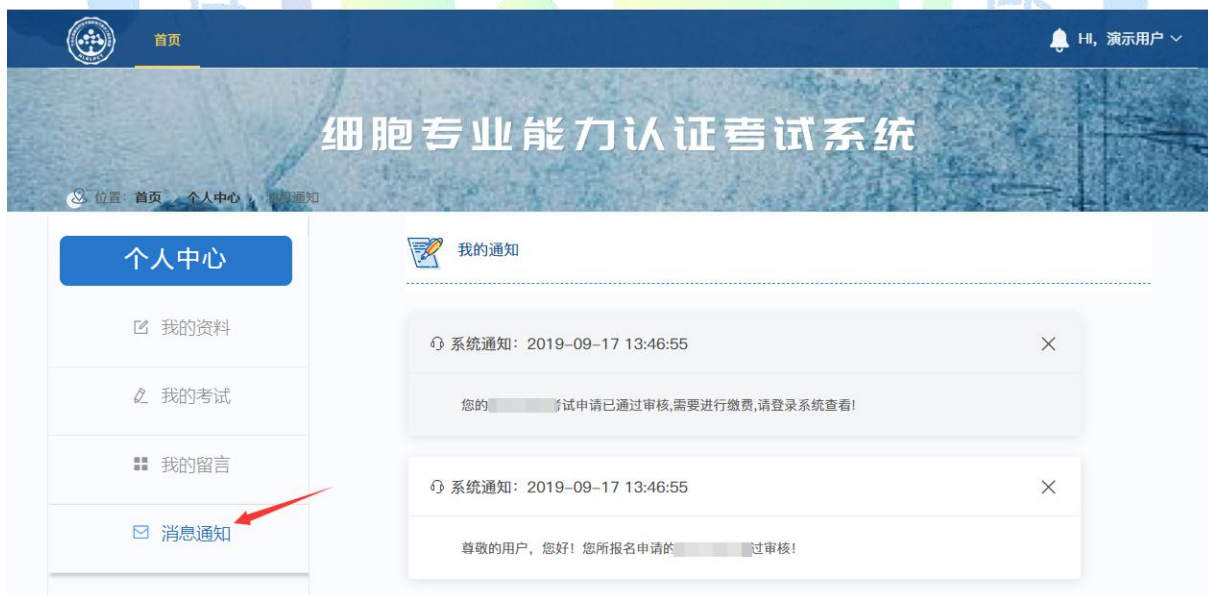 首页
HI，演示用户
细胞专业能力认证考试系统
位置：首页 个人中心 消息通知
个人中心
我的通知
我的资料
系统通知：2019-09-17 13:46:55
我的考试
您的 考试申请已通过审核,需要进行缴费,请登录系统查看!
我的留言
系统通知：2019-09-17 13:46:55
消息通知
尊敬的用户，您好！您所报名申请的 过审核！